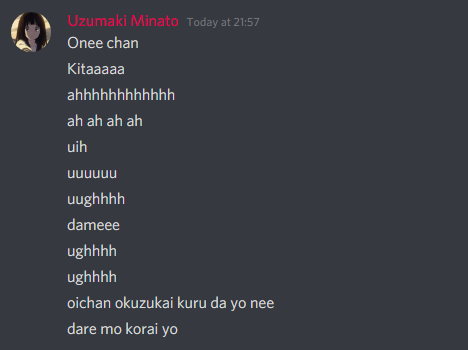 Uzumaki Minato Today at 21:57
Onee chan
Kitaaaaa
ahhhhhhhhhhhh
ah ah ah ah
uih
uuuuuu
uughhhh
dameee
ughhhh
ughhhh
oichan okuzukai kuru da yo nee
dare mo korai yo